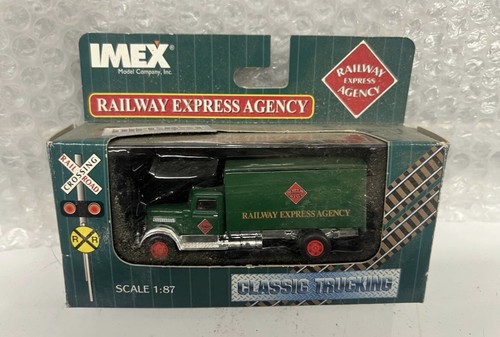 IMEX®
Model Company, Inc.
RAILWAY
EXPRESS
AGENCY
RAILWAY EXPRESS AGENCY
RAIL ROAD
CROSSING
R R
RAILWAY EXPRESS AGENCY
SCALE 1:87
CLASSIC TRUCKING